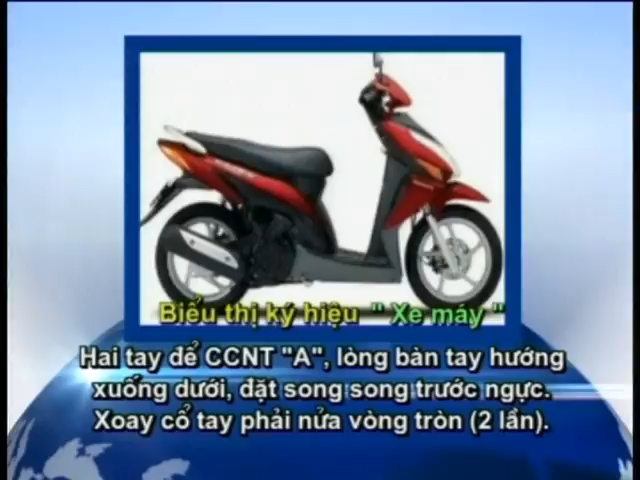 Biểu thị ký hiệu " Xe máy "
Hai tay để CCNT "A", lòng bàn tay hướng
xuống dưới, đặt song song trước ngực.
Xoay cổ tay phải nửa vòng tròn (2 lần).